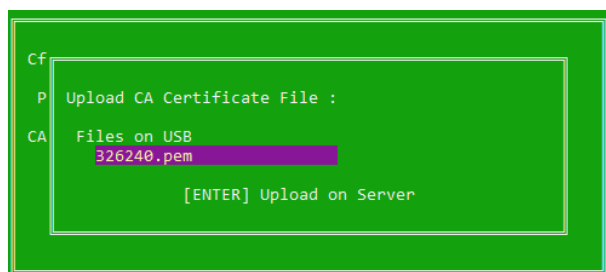 Cf
P Upload CA Certificate File :
CA Files on USB
326240.pem
[ENTER] Upload on Server